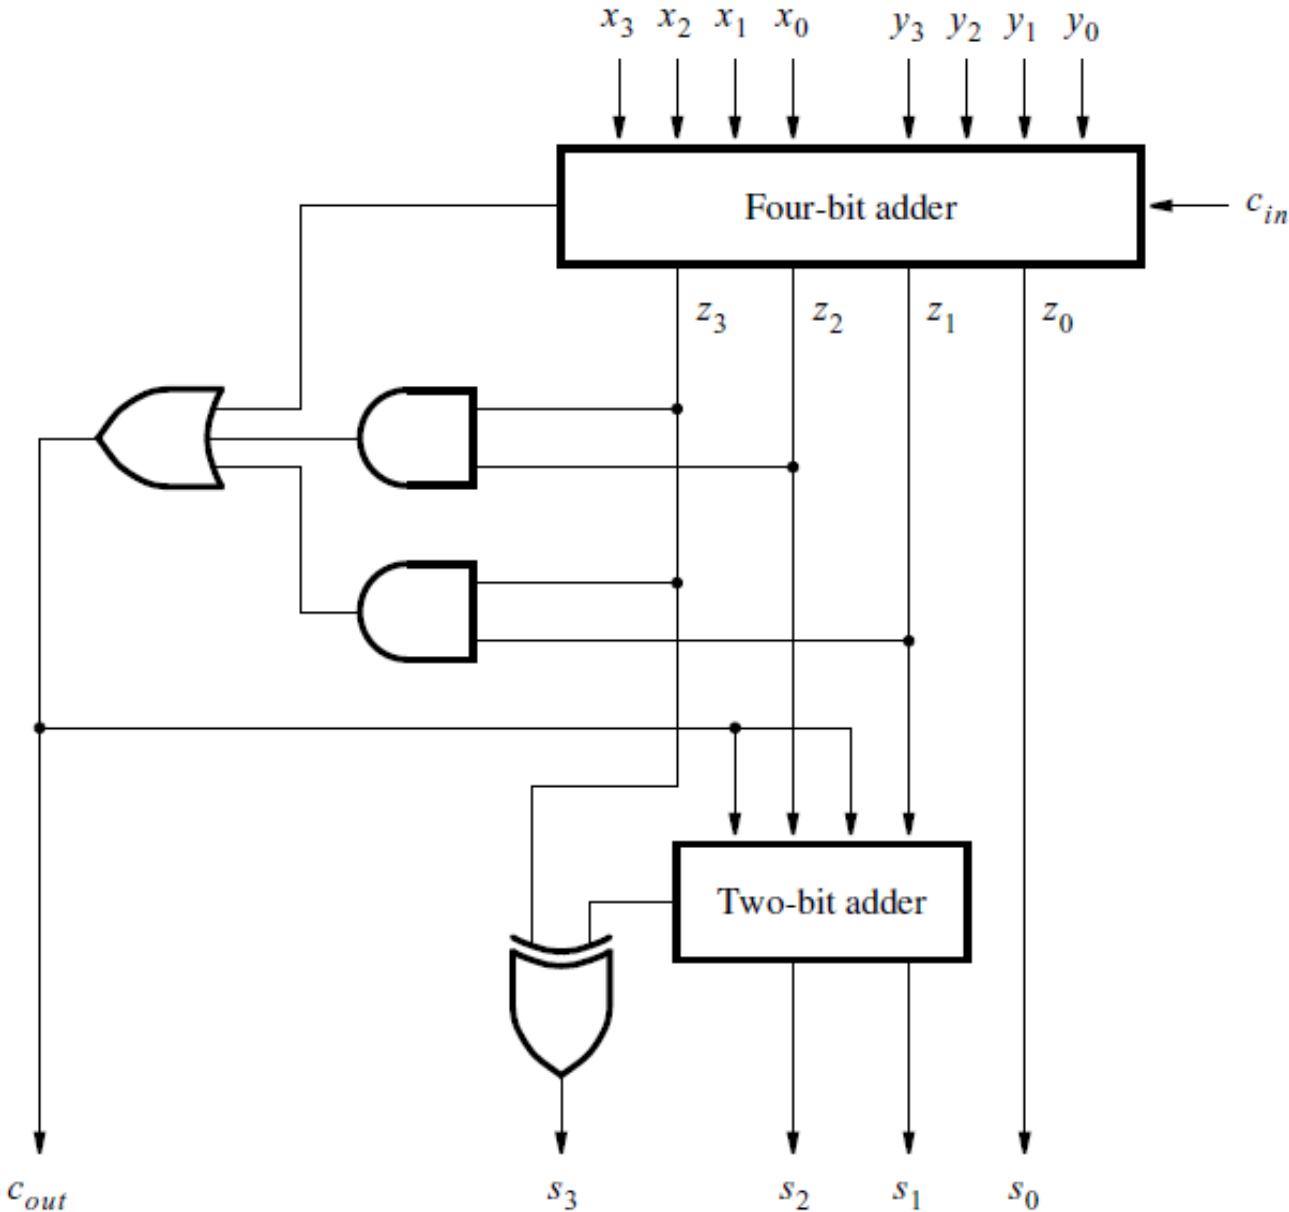 x3 x2 x1 x0 y3 y2 y1 y0
Four-bit adder
cin
z3 z2 z1 z0
Two-bit adder
cout s3 s2 s1 s0